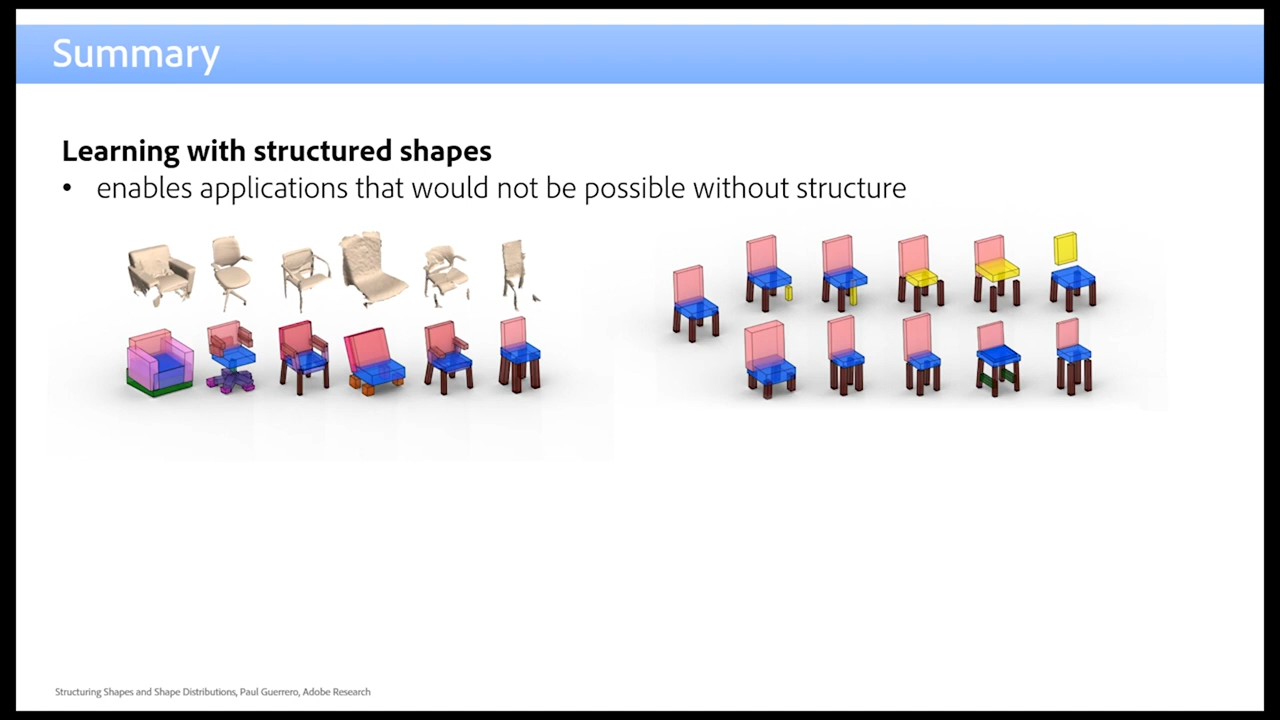 Summary
Learning with structured shapes
• enables applications that would not be possible without structure
Structuring Shapes and Shape Distributions, Paul Guerrero, Adobe Research